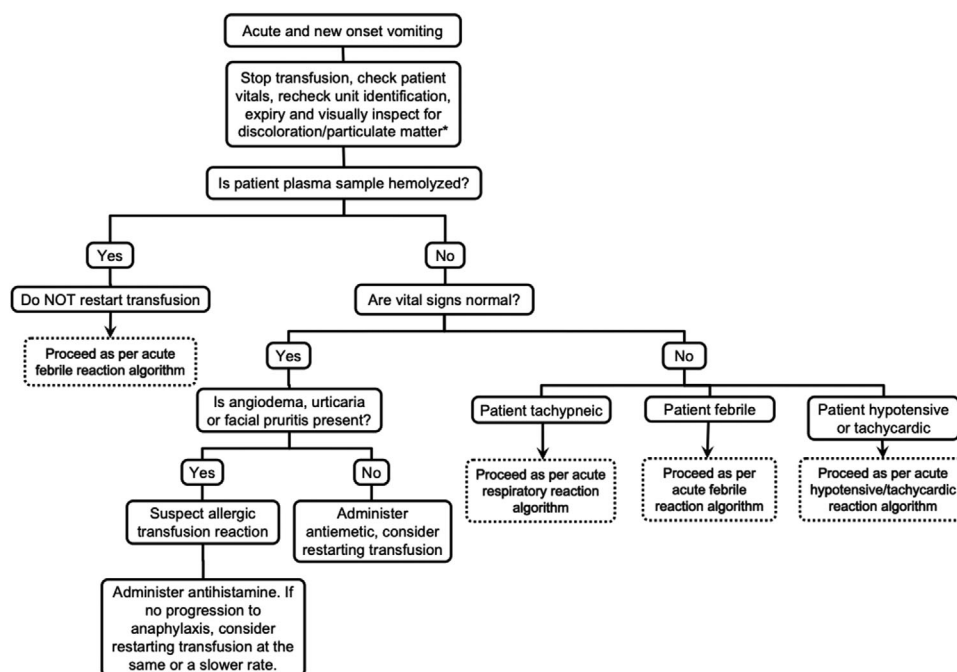 Acute and new onset vomiting
Stop transfusion, check patient
vitals, recheck unit identification,
expiry and visually inspect for
discoloration/particulate matter*
Is patient plasma sample hemolyzed?
Yes
No
Do NOT restart transfusion
Are vital signs normal?
Proceed as per acute
febrile reaction algorithm
Yes
No
Is angiodema, urticaria
or facial pruritis present?
Patient tachypneic
Patient febrile
Patient hypotensive
or tachycardic
Yes
No
Proceed as per acute
respiratory reaction
algorithm
Proceed as per
acute febrile
reaction algorithm
Proceed as per acute
hypotensive/tachycardic
reaction algorithm
Suspect allergic
transfusion reaction
Administer
antiemetic, consider
restarting transfusion
Administer antihistamine. If
no progression to
anaphylaxis, consider
restarting transfusion at the
same or a slower rate.